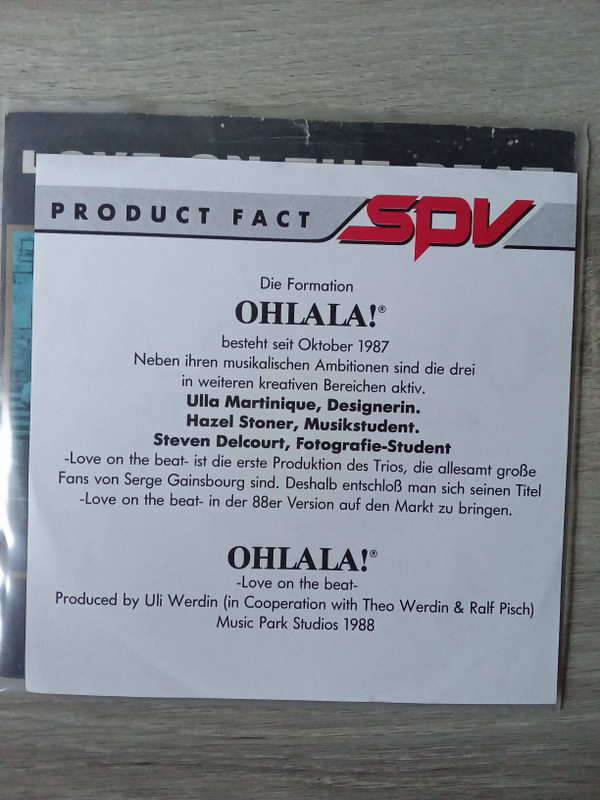 LOVE ON THE BEAT
PRODUCT FACT spv
Die Formation
OHLALA!®
besteht seit Oktober 1987
Neben ihren musikalischen Ambitionen sind die drei
in weiteren kreativen Bereichen aktiv.
Ulla Martinique, Designerin.
Hazel Stoner, Musikstudent.
Steven Delcourt, Fotografie-Student
-Love on the beat- ist die erste Produktion des Trios, die allesamt große
Fans von Serge Gainsbourg sind. Deshalb entschloß man sich seinen Titel
-Love on the beat- in der 88er Version auf den Markt zu bringen.
OHLALA!®
-Love on the beat-
Produced by Uli Werdin (in Cooperation with Theo Werdin & Ralf Pisch)
Music Park Studios 1988